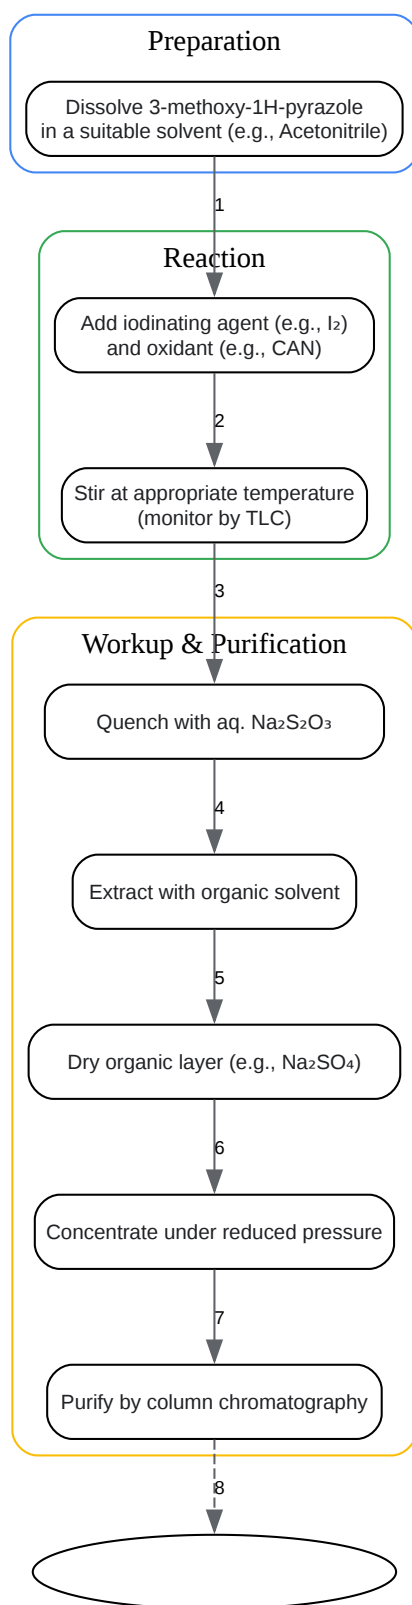 Preparation
Dissolve 3-methoxy-1H-pyrazole
in a suitable solvent (e.g., Acetonitrile)
1
Reaction
Add iodinating agent (e.g., I₂)
and oxidant (e.g., CAN)
2
Stir at appropriate temperature
(monitor by TLC)
3
Workup & Purification
Quench with aq. Na₂S₂O₃
4
Extract with organic solvent
5
Dry organic layer (e.g., Na₂SO₄)
6
Concentrate under reduced pressure
7
Purify by column chromatography
8